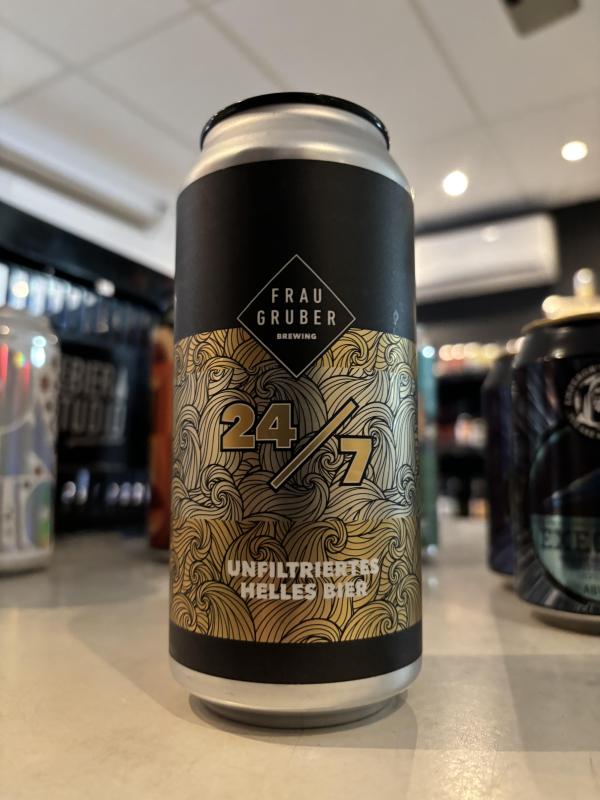 FRAU
GRUBER
BREWING
24/7
UNFILTRIERTES
HELLES BIER